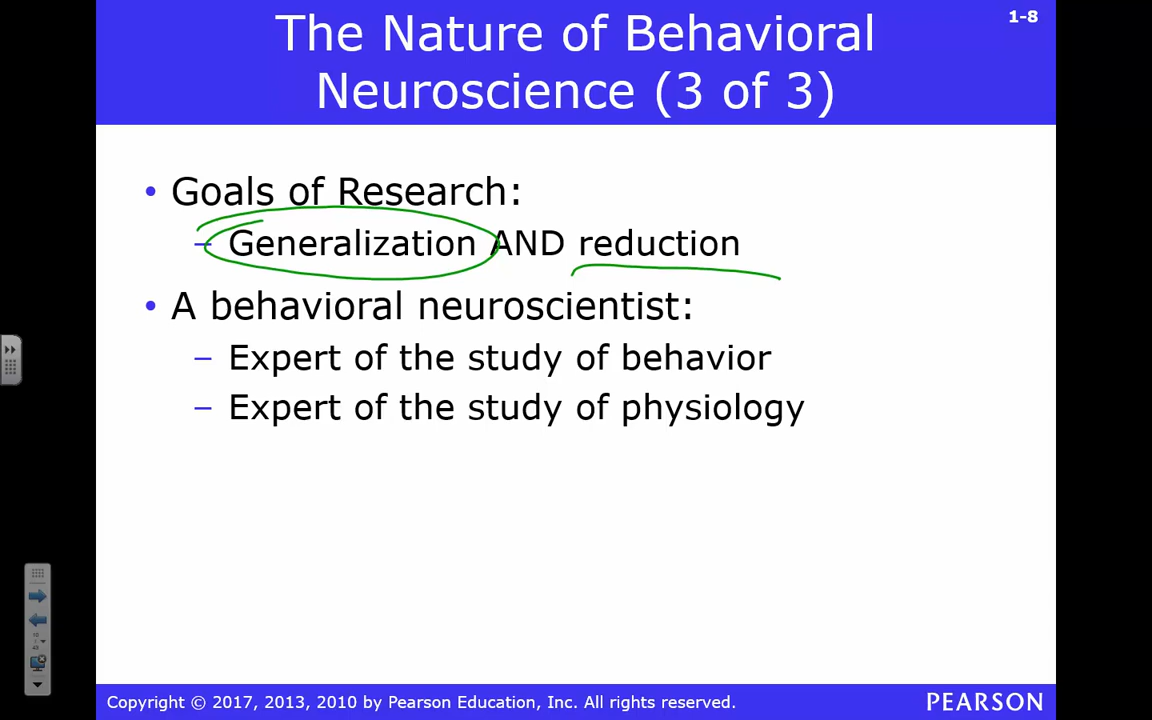 1-8
The Nature of Behavioral
Neuroscience (3 of 3)
• Goals of Research:
– Generalization AND reduction
• A behavioral neuroscientist:
– Expert of the study of behavior
– Expert of the study of physiology
Copyright © 2017, 2013, 2010 by Pearson Education, Inc. All rights reserved.
PEARSON